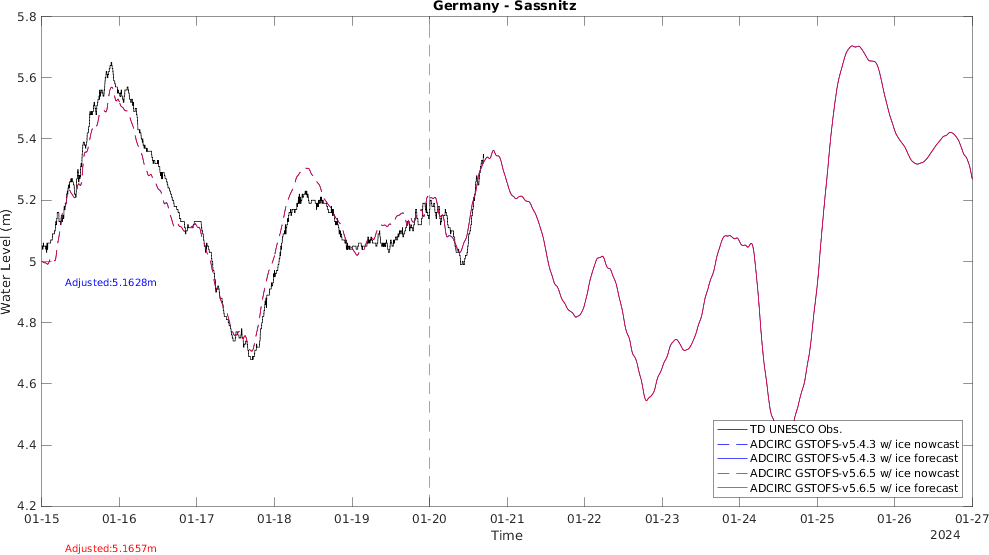 Germany - Sassnitz
5.8
5.6
5.4
5.2
5
4.8
4.6
4.4
4.2
Water Level (m)
Adjusted:5.1628m
TD UNESCO Obs.
ADCIRC GSTOFS-v5.4.3 w/ ice nowcast
ADCIRC GSTOFS-v5.4.3 w/ ice forecast
ADCIRC GSTOFS-v5.6.5 w/ ice nowcast
ADCIRC GSTOFS-v5.6.5 w/ ice forecast
01-15 01-16 01-17 01-18 01-19 01-20 01-21 01-22 01-23 01-24 01-25 01-26 01-27
Time
2024
Adjusted:5.1657m